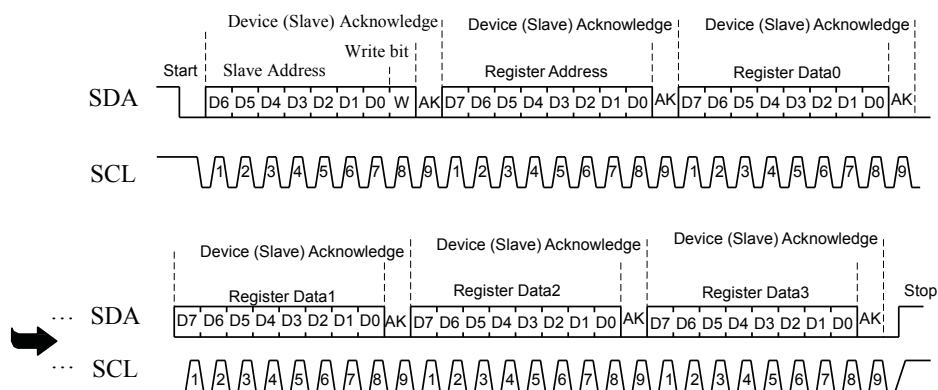 Device (Slave) Acknowledge Device (Slave) Acknowledge Device (Slave) Acknowledge
Write bit
Start Slave Address Register Address Register Data0
SDA D6 D5 D4 D3 D2 D1 D0 W AK D7 D6 D5 D4 D3 D2 D1 D0 AK D7 D6 D5 D4 D3 D2 D1 D0 AK
SCL 1 2 3 4 5 6 7 8 9 1 2 3 4 5 6 7 8 9 1 2 3 4 5 6 7 8 9
Device (Slave) Acknowledge Device (Slave) Acknowledge Device (Slave) Acknowledge
Register Data1 Register Data2 Register Data3 Stop
... SDA D7 D6 D5 D4 D3 D2 D1 D0 AK D7 D6 D5 D4 D3 D2 D1 D0 AK D7 D6 D5 D4 D3 D2 D1 D0 AK
... SCL 1 2 3 4 5 6 7 8 9 1 2 3 4 5 6 7 8 9 1 2 3 4 5 6 7 8 9